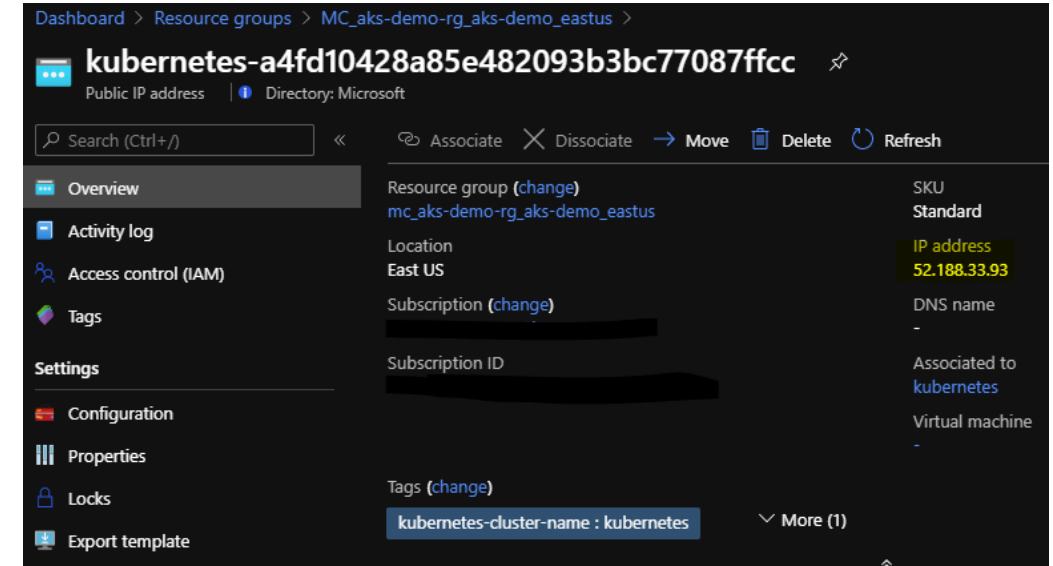 Dashboard > Resource groups > MC_aks-demo-rg_aks-demo_eastus >
kubernetes-a4fd10428a85e482093b3bc77087ffcc
Public IP address | Directory: Microsoft
Search (Ctrl+/) «
Associate Dissociate Move Delete Refresh
Overview
Activity log
Access control (IAM)
Tags
Settings
Configuration
Properties
Locks
Export template
Resource group (change)
mc_aks-demo-rg_aks-demo_eastus
Location
East US
Subscription (change)
Subscription ID
SKU
Standard
IP address
52.188.33.93
DNS name
-
Associated to
kubernetes
Virtual machine
-
Tags (change)
kubernetes-cluster-name : kubernetes
More (1)